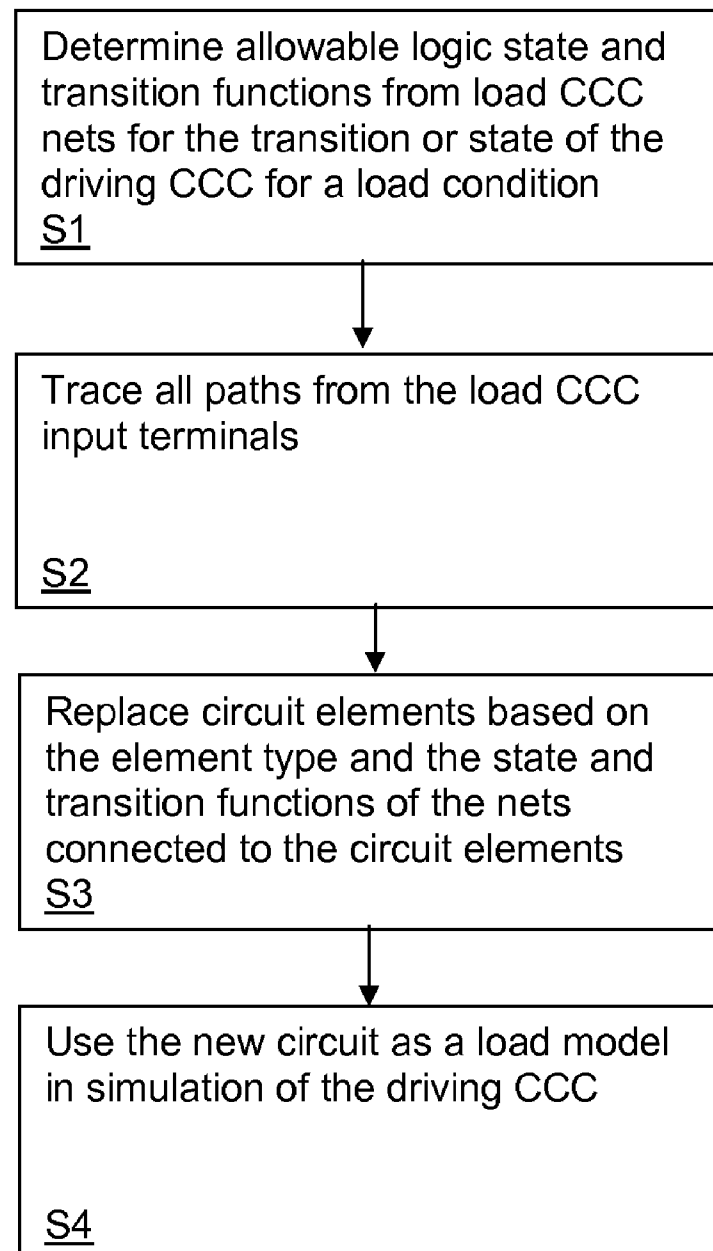 Determine allowable logic state and
transition functions from load CCC
nets for the transition or state of the
driving CCC for a load condition
S1
Trace all paths from the load CCC
input terminals
S2
Replace circuit elements based on
the element type and the state and
transition functions of the nets
connected to the circuit elements
S3
Use the new circuit as a load model
in simulation of the driving CCC
S4